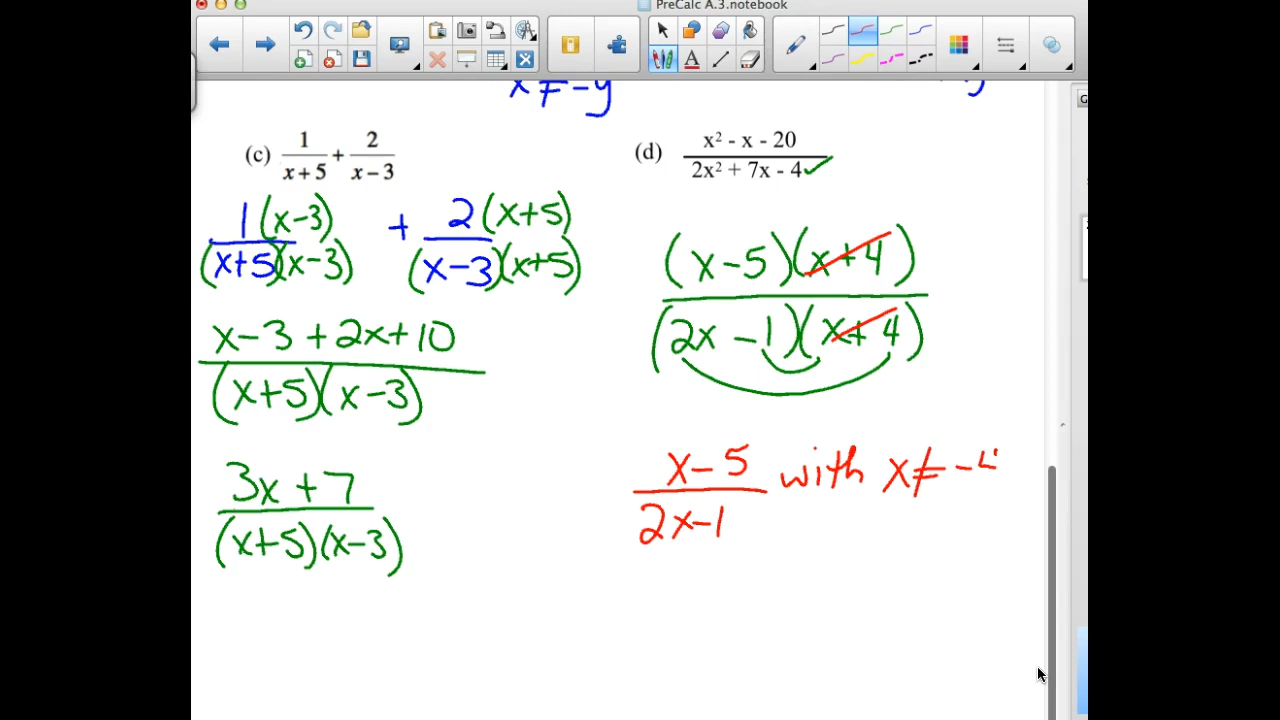 PreCalc A.3.notebook
x ≠ -y
y
(c) 1/(x + 5) + 2/(x – 3)
1(x-3)/((x+5)(x-3)) + 2(x+5)/((x-3)(x+5))
(x-3+2x+10)/((x+5)(x-3))
(3x+7)/((x+5)(x-3))
(d) (x² - x - 20)/(2x² + 7x - 4)
((x-5)(x+4))/((2x-1)(x+4))
(x-5)/(2x-1) with x≠-4
G